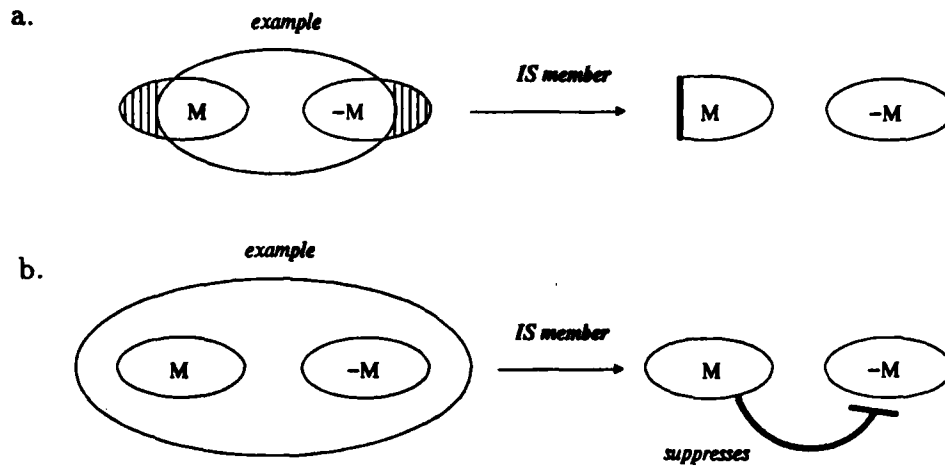 a.
example
IS member
M
–M
M
–M
b.
example
IS member
M
–M
M
–M
suppresses